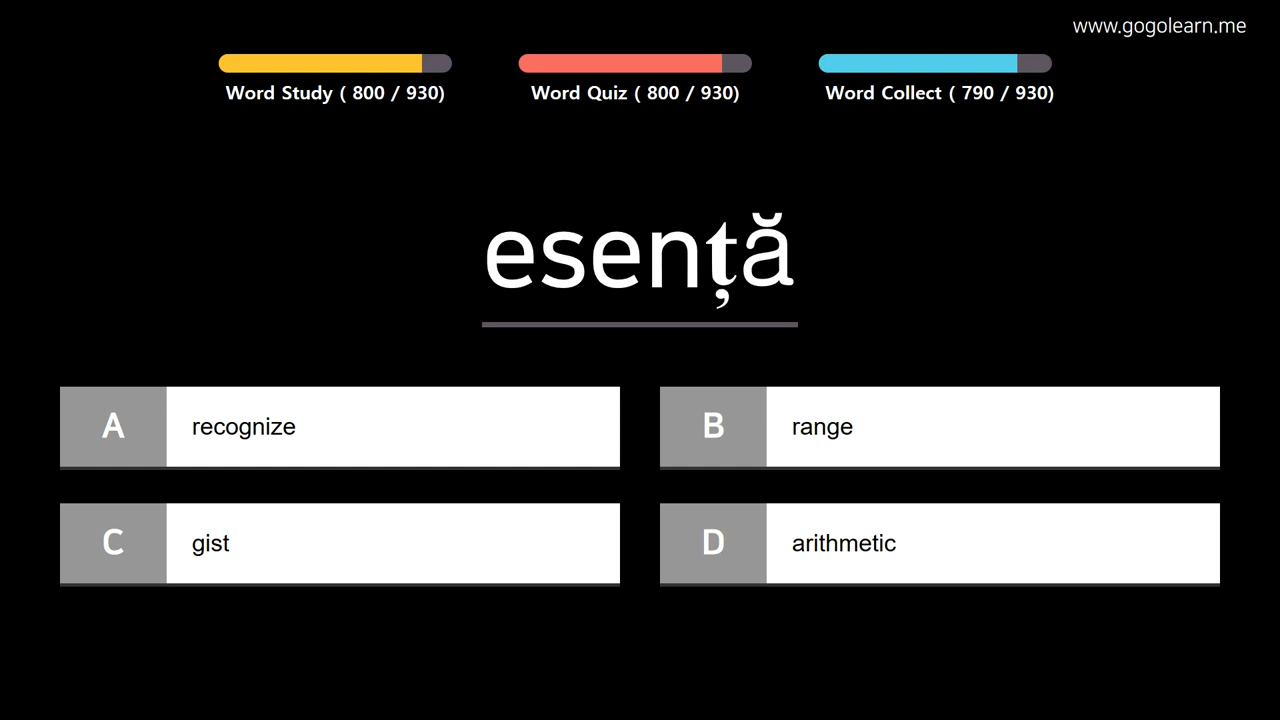 www.gogolearn.me
Word Study ( 800 / 930)
Word Quiz ( 800 / 930)
Word Collect ( 790 / 930)
esență
A recognize
B range
C gist
D arithmetic